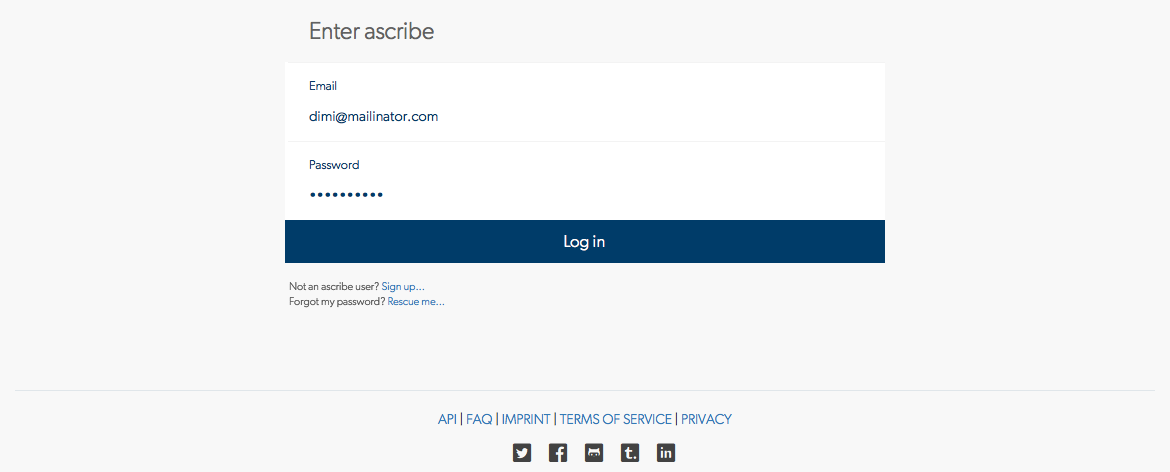 Enter ascribe
Email
dimi@mailinator.com
Password
••••••••••
Log in
Not an ascribe user? Sign up...
Forgot my password? Rescue me...
API | FAQ | IMPRINT | TERMS OF SERVICE | PRIVACY